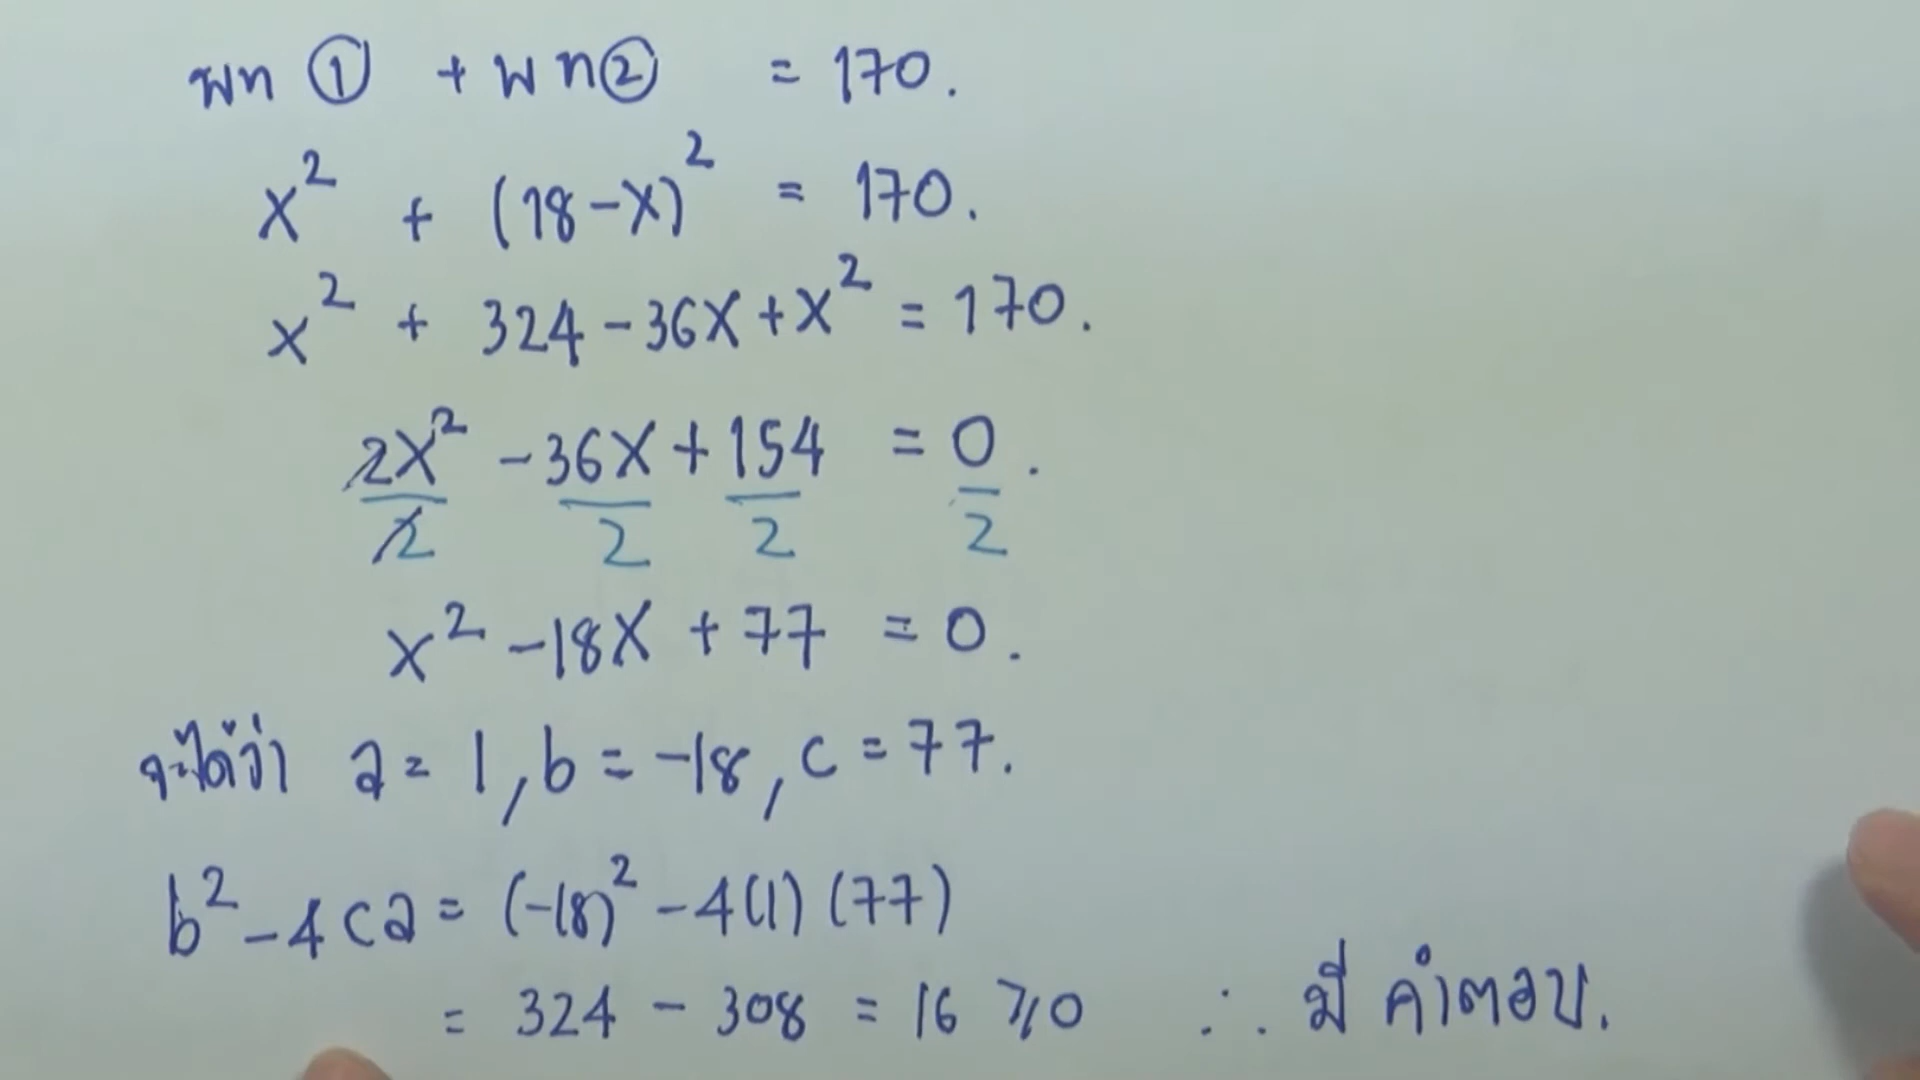 พท ① + พท② = 170.
x² + (18-x)² = 170.
x² + 324 - 36x + x² = 170.
2x²/2 - 36x/2 + 154/2 = 0/2.
x² - 18x + 77 = 0.
จะได้ว่า a = 1, b = -18, c = 77.
b² - 4ca = (-18)² - 4(1)(77)
= 324 - 308 = 16 ≥ 0 ∴ มี คำตอบ.